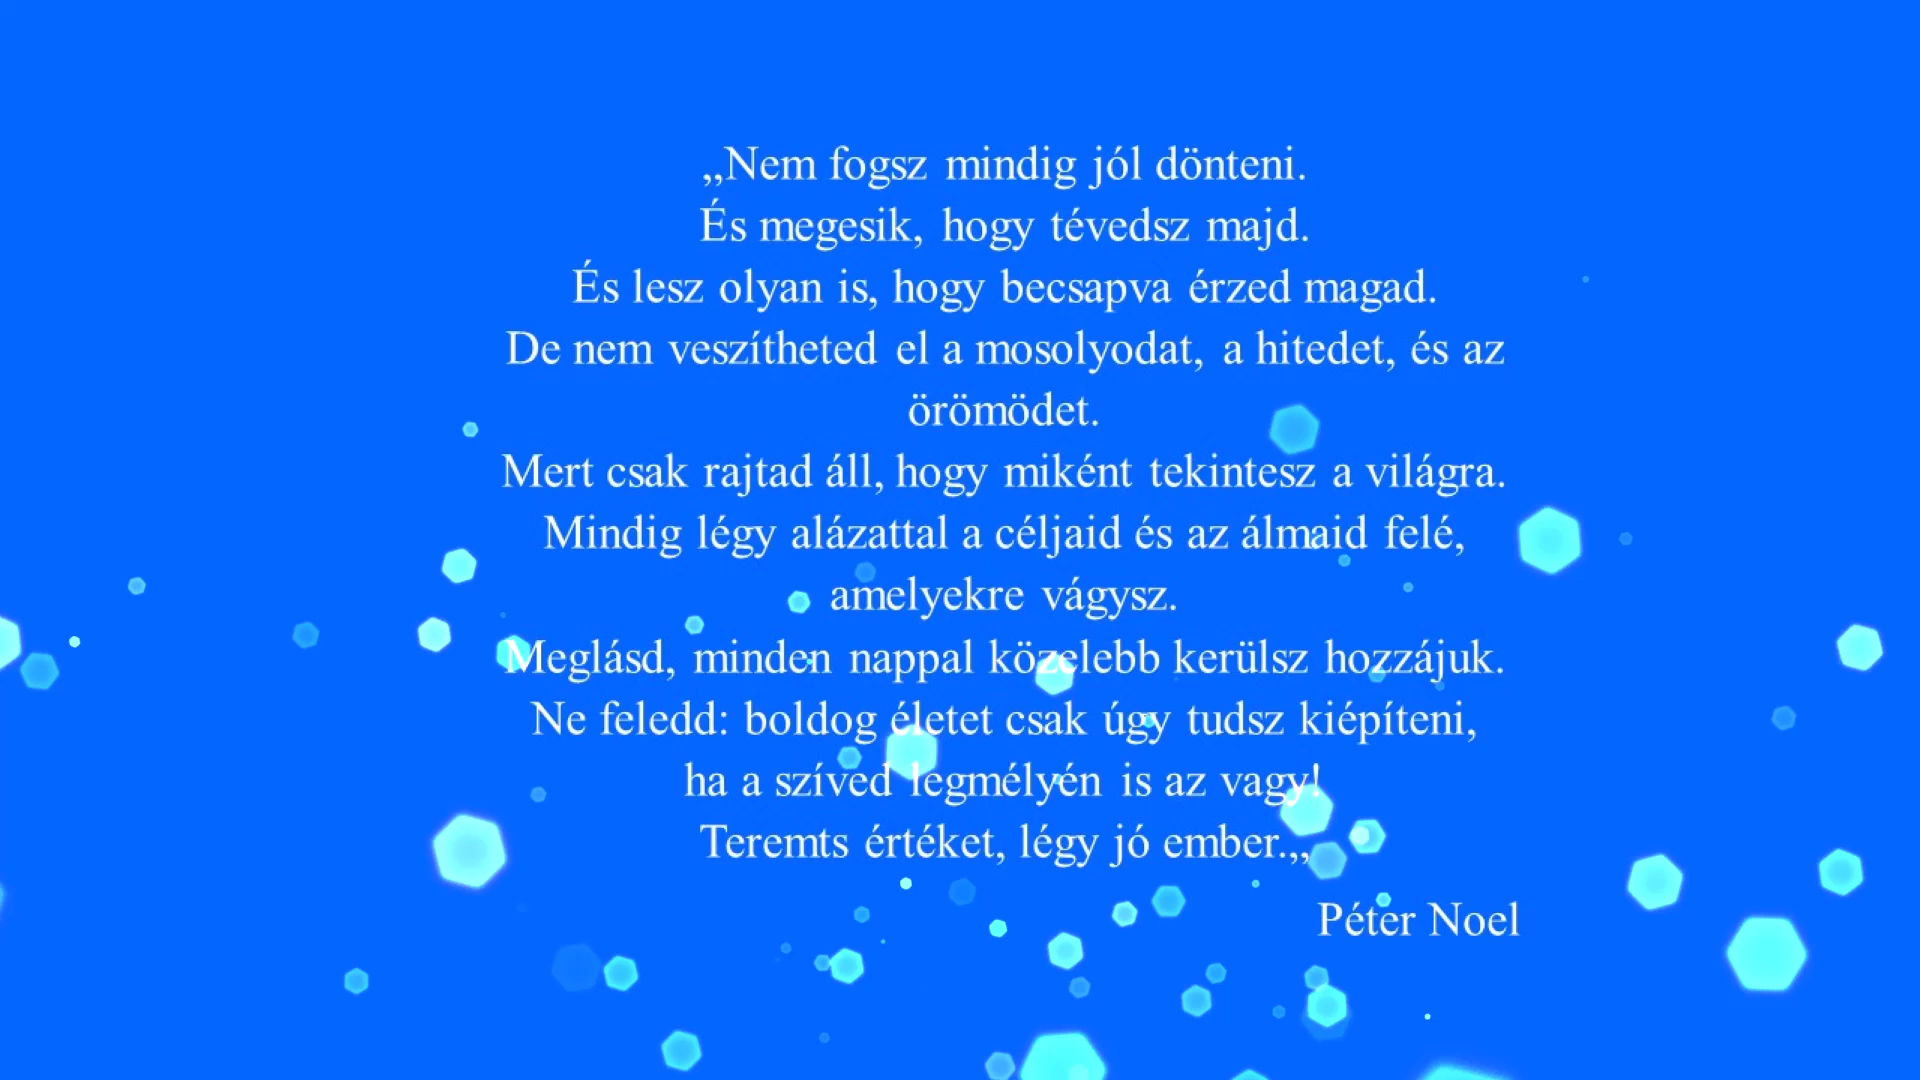 „Nem fogsz mindig jól dönteni.
És megesik, hogy tévedsz majd.
És lesz olyan is, hogy becsapva érzed magad.
De nem veszítheted el a mosolyodat, a hitedet, és az
örömödet.
Mert csak rajtad áll, hogy miként tekintesz a világra.
Mindig légy alázattal a céljaid és az álmaid felé,
amelyekre vágysz.
Meglásd, minden nappal közelebb kerülsz hozzájuk.
Ne feledd: boldog életet csak úgy tudsz kiépíteni,
ha a szíved legmélyén is az vagy!
Teremts értéket, légy jó ember.„
Péter Noel